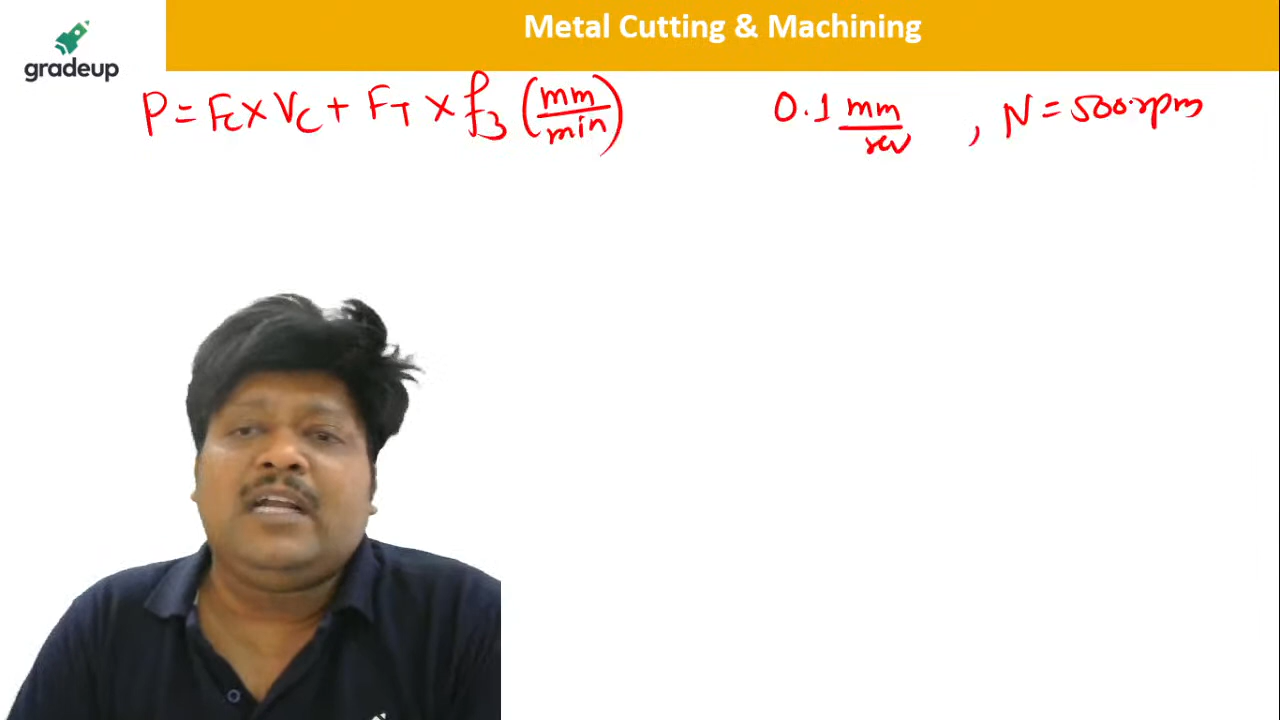 Metal Cutting & Machining
gradeup
P = Fc × Vc + FT × f3 (mm/min)
0.1 mm/rev , N = 500 rpm